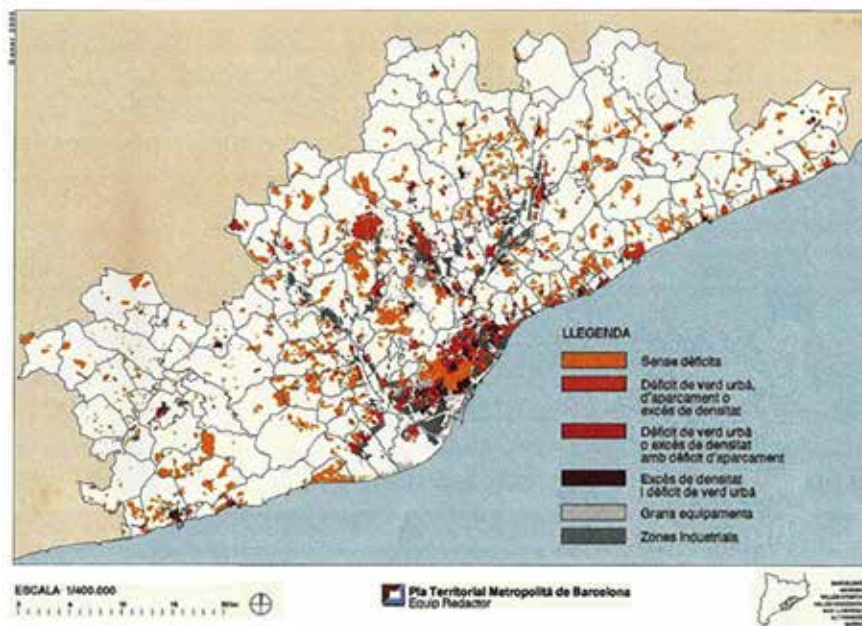 LLEGENDA
Sense dèficits
Dèficit de verd urbà,
d'aparcament o
excés de densitat
Dèficit de verd urbà
o excés de densitat
amb dèficit d'aparcament
Excés de densitat
i dèficit de verd urbà
Grans equipaments
Zones Industrials
ESCALA 1/400.000
Pla Territorial Metropolità de Barcelona
Equip Redactor